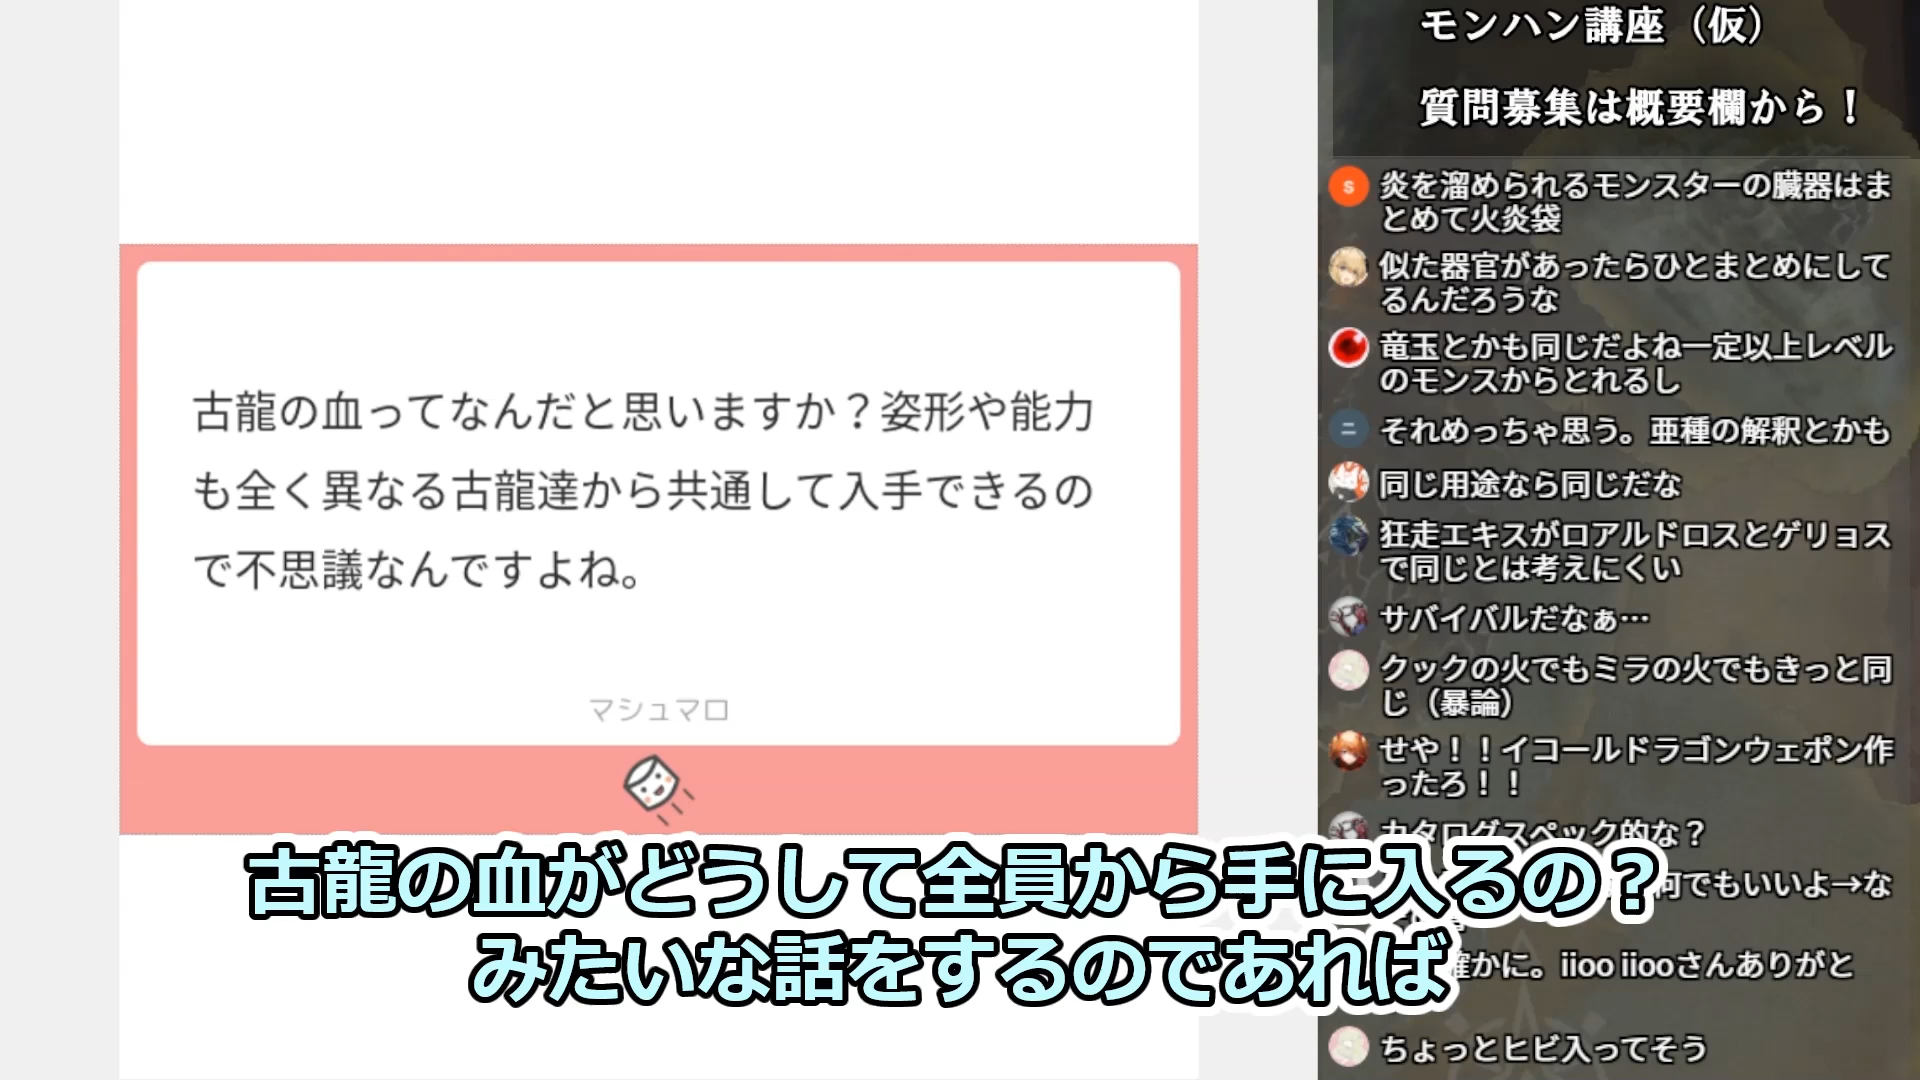 モンハン講座（仮）
質問募集は概要欄から！
古龍の血ってなんだと思いますか？姿形や能力
も全く異なる古龍達から共通して入手できるの
で不思議なんですよね。
マシュマロ
S
炎を溜められるモンスターの臓器はま
とめて火炎袋
似た器官があったらひとまとめにして
るんだろうな
竜玉とかも同じだよね一定以上レベル
のモンスからとれるし
ニ
それめっちゃ思う。亜種の解釈とかも
同じ用途なら同じだな
狂走エキスがロアルドロスとゲリョス
で同じとは考えにくい
サバイバルだなぁ…
クックの火でもミラの火でもきっと同
じ（暴論）
せや！！イコールドラゴンウェポン作
ったろ！！
カタログスペック的な？
何でもいいよ→な
確かに。iioo iiooさんありがと
ちょっとヒビ入ってそう
古龍の血がどうして全員から手に入るの？
みたいな話をするのであれば